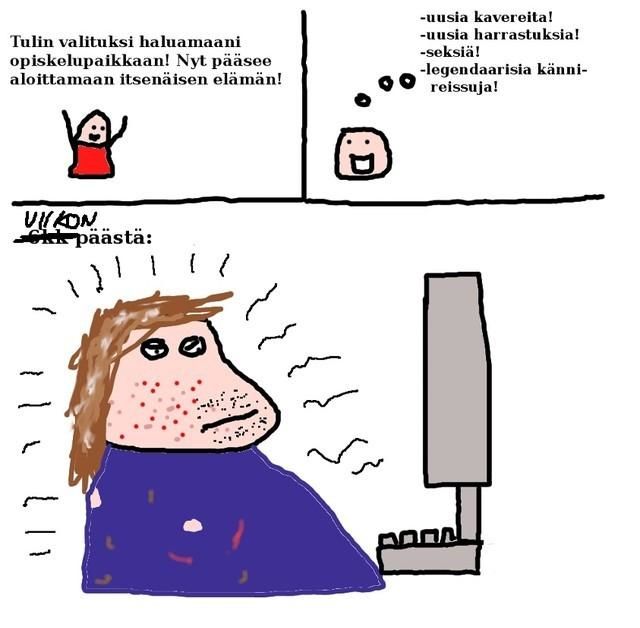 Tulin valituksi haluamaani
opiskelupaikkaan! Nyt pääsee
aloittamaan itsenäisen elämän!
-uusia kavereita!
-uusia harrastuksia!
-seksiä!
-legendaarisia känni-
reissuja!
VIIKON
6kk päästä: